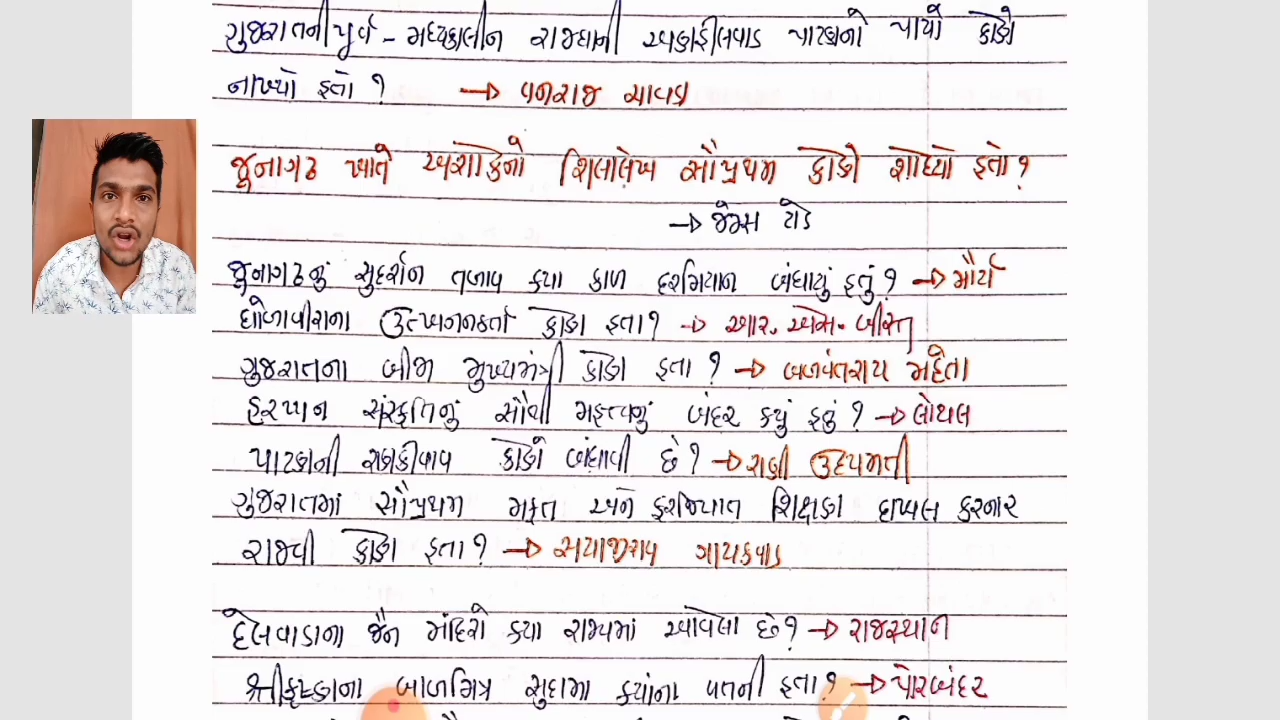 ગુજરાતની પૂર્વ - મધ્યકાલીન રાજધાની અણહીલવાડ પાટણનો પાયો કોણે
નાખ્યો હતો ? → વનરાજ ચાવડા
જૂનાગઢ ખાતે અશોકનો શિલાલેખ સૌપ્રથમ કોણે શોધ્યો હતો ?
→ જેમ્સ ટોડ
જૂનાગઢનું સુદર્શન તળાવ કયા કાળ દરમિયાન બંધાયું હતું ? → મૌર્ય
ધોળાવીરાના ઉત્ખનનકર્તા કોણ હતા ? → આર. એસ. બીસ્ત
ગુજરાતના બીજા મુખ્યમંત્રી કોણ હતા ? → બળવંતરાય મહેતા
હરપ્પન સંસ્કૃતિનું સૌથી મહત્ત્વનું બંદર કયું હતું ? → લોથલ
પાટણની રાણકીવાવ કોણે બંધાવી છે ? → રાણી ઉદયમતી
ગુજરાતમાં સૌપ્રથમ મફત અને ફરજિયાત શિક્ષણ દાખલ કરનાર
રાજવી કોણ હતા ? → સયાજીરાવ ગાયકવાડ
દેલવાડાના જૈન મંદિરો કયા રાજ્યમાં આવેલા છે ? → રાજસ્થાન
શ્રીકૃષ્ણના બાળમિત્ર સુદામા ક્યાંના વતની હતા ? → પોરબંદર